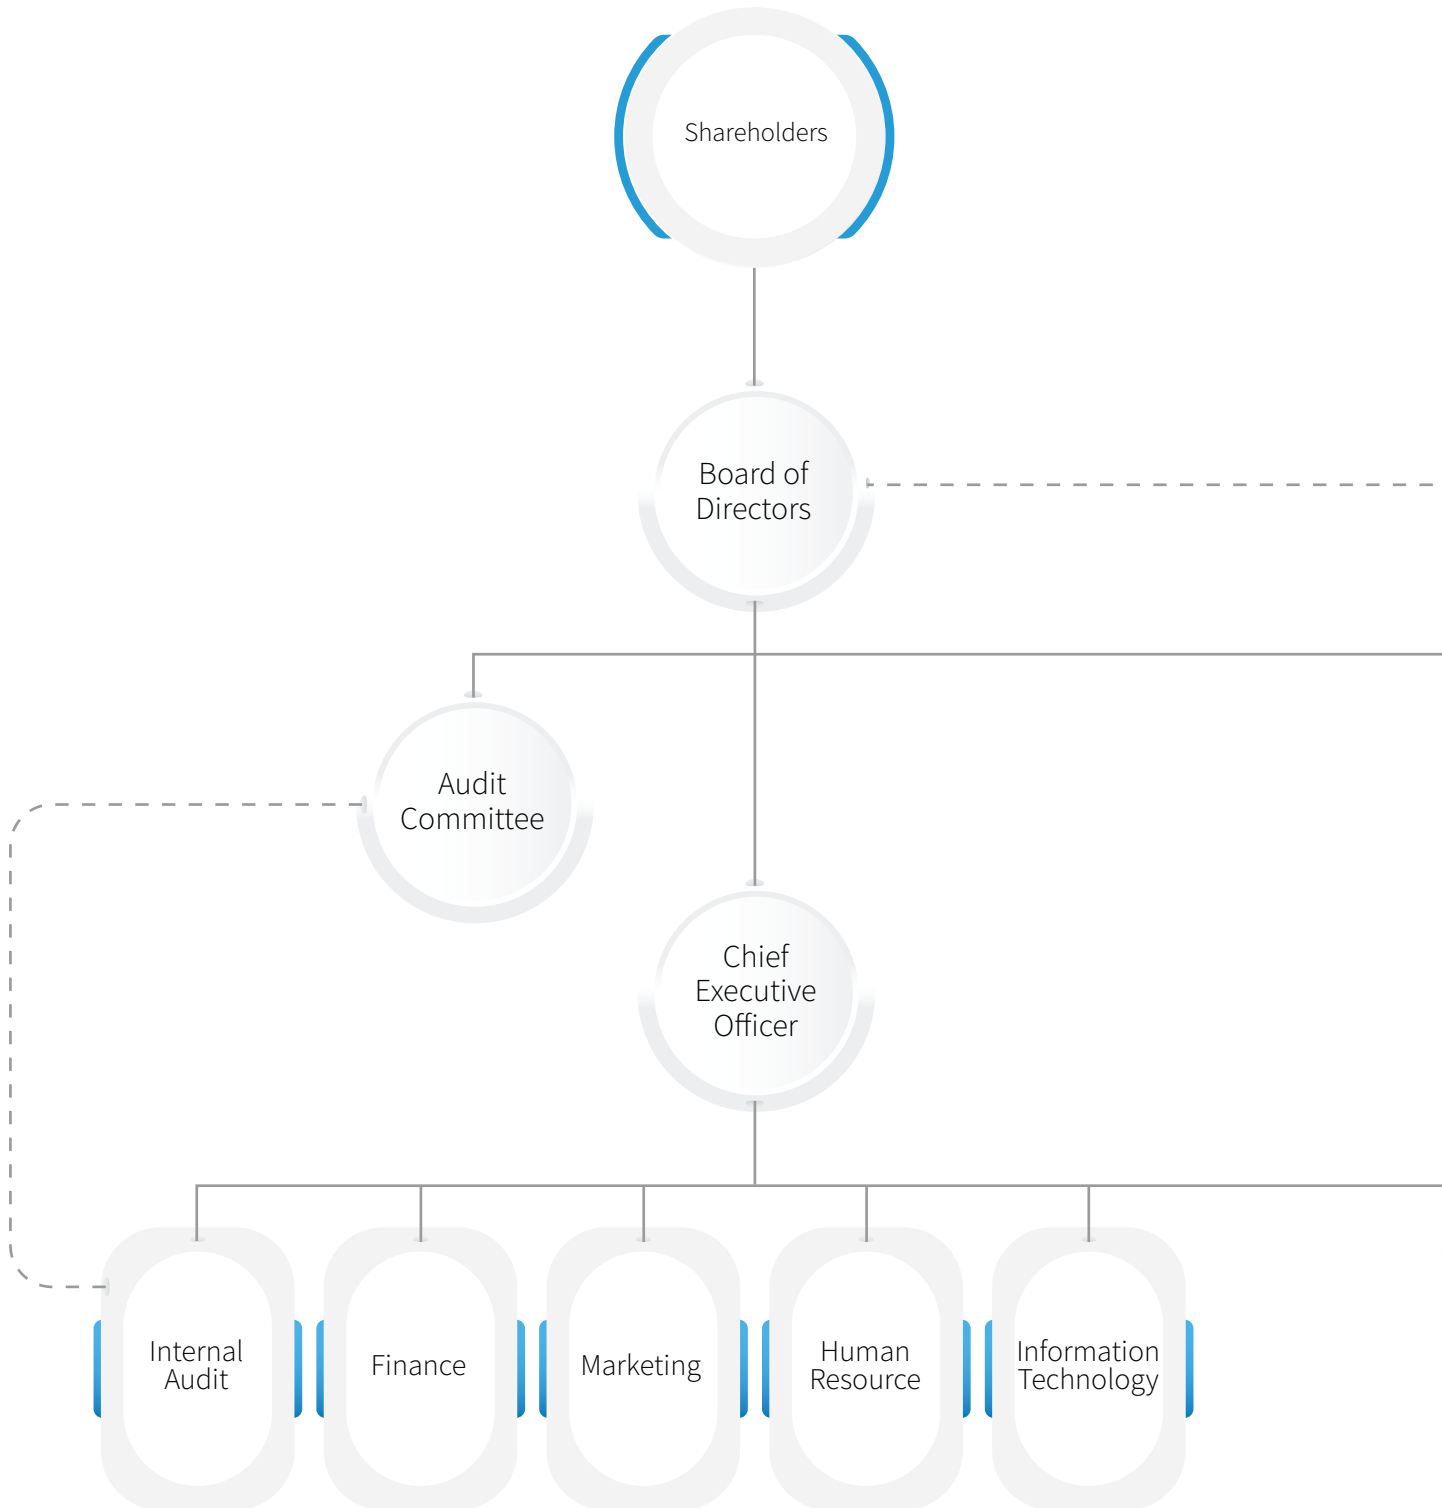 Shareholders
Board of
Directors
Audit
Committee
Chief
Executive
Officer
Internal
Audit
Finance
Marketing
Human
Resource
Information
Technology